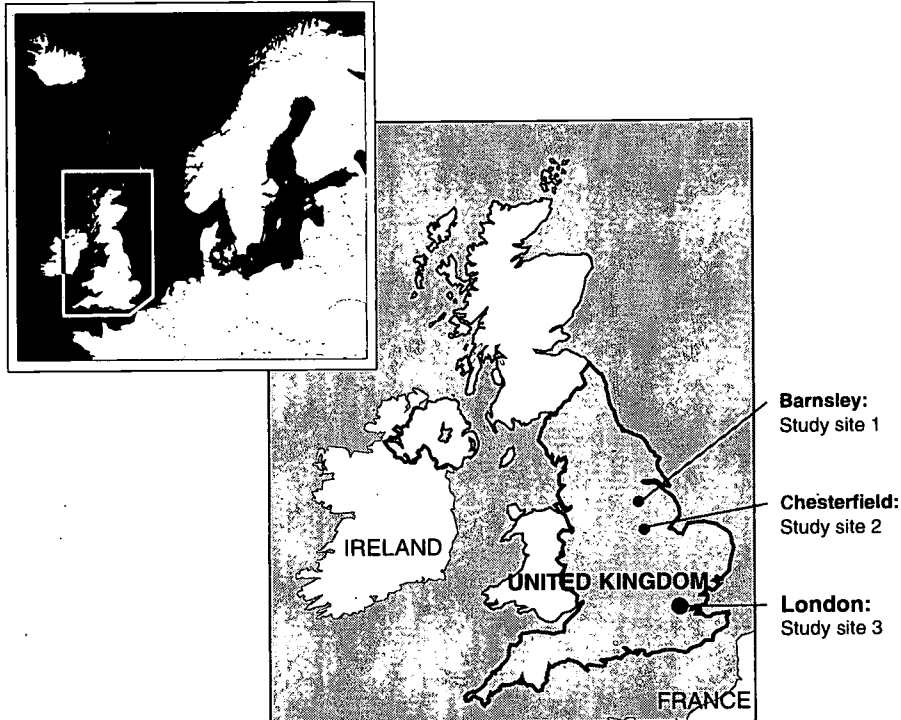 Barnsley:
Study site 1
Chesterfield:
Study site 2
IRELAND
UNITED KINGDOM
London:
Study site 3
FRANCE